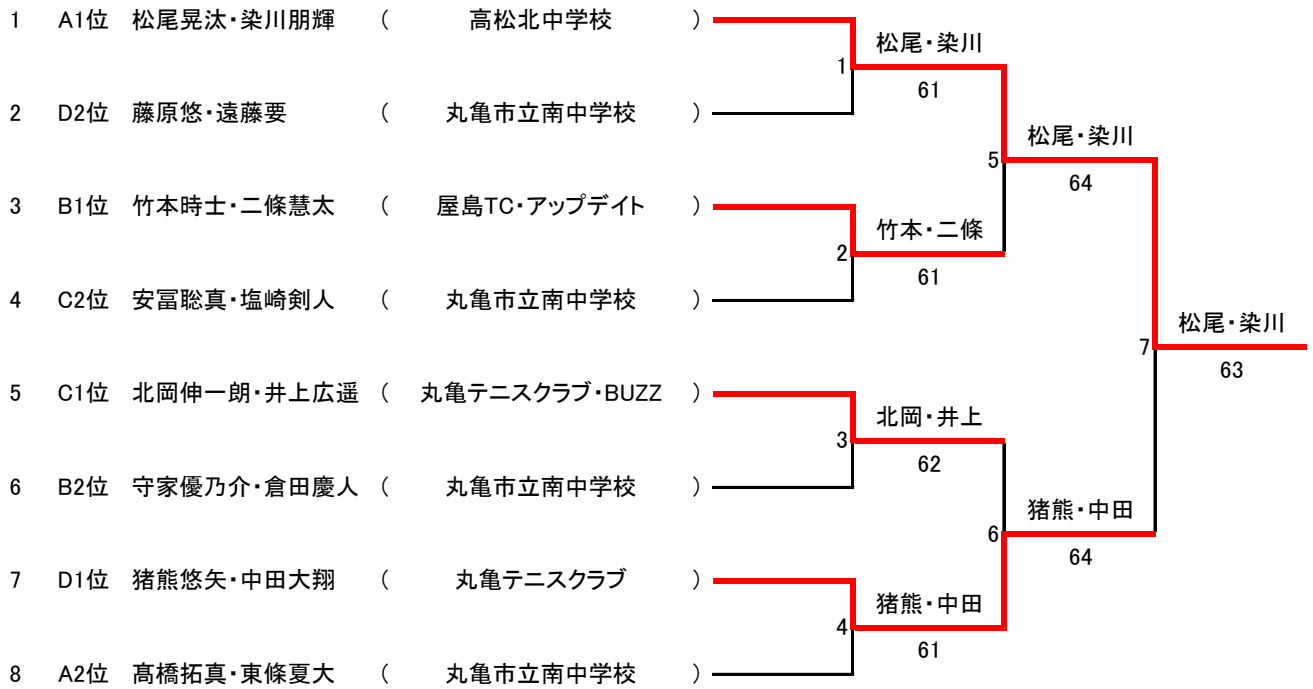 1 A1位 松尾晃汰・染川朋輝 ( 高松北中学校 )
松尾・染川
1
61
2 D2位 藤原悠・遠藤要 ( 丸亀市立南中学校 )
松尾・染川
5
64
3 B1位 竹本時士・二條慧太 ( 屋島TC・アップデイト )
竹本・二條
2
61
4 C2位 安冨聡真・塩崎剣人 ( 丸亀市立南中学校 )
松尾・染川
7
63
5 C1位 北岡伸一朗・井上広遥 ( 丸亀テニスクラブ・BUZZ )
北岡・井上
3
62
6 B2位 守家優乃介・倉田慶人 ( 丸亀市立南中学校 )
猪熊・中田
6
64
7 D1位 猪熊悠矢・中田大翔 ( 丸亀テニスクラブ )
猪熊・中田
4
61
8 A2位 髙橋拓真・東條夏大 ( 丸亀市立南中学校 )